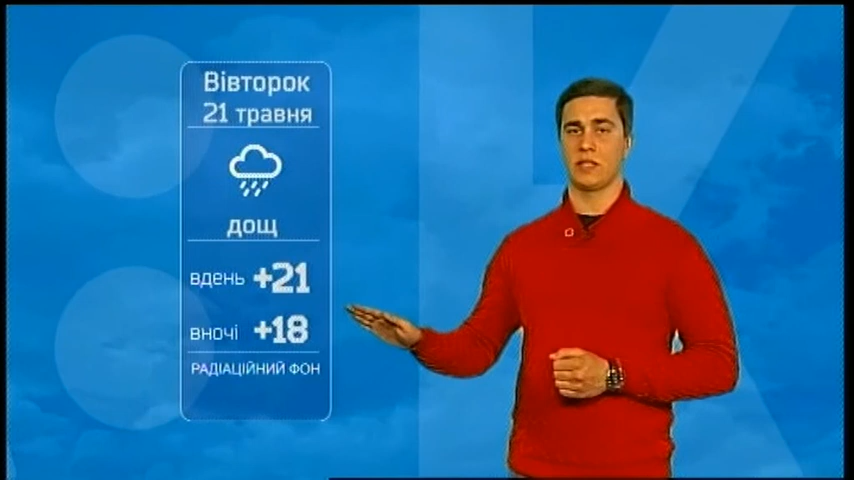 Вівторок
21 травня
дощ
вдень +21
вночі +18
РАДІАЦІЙНИЙ ФОН